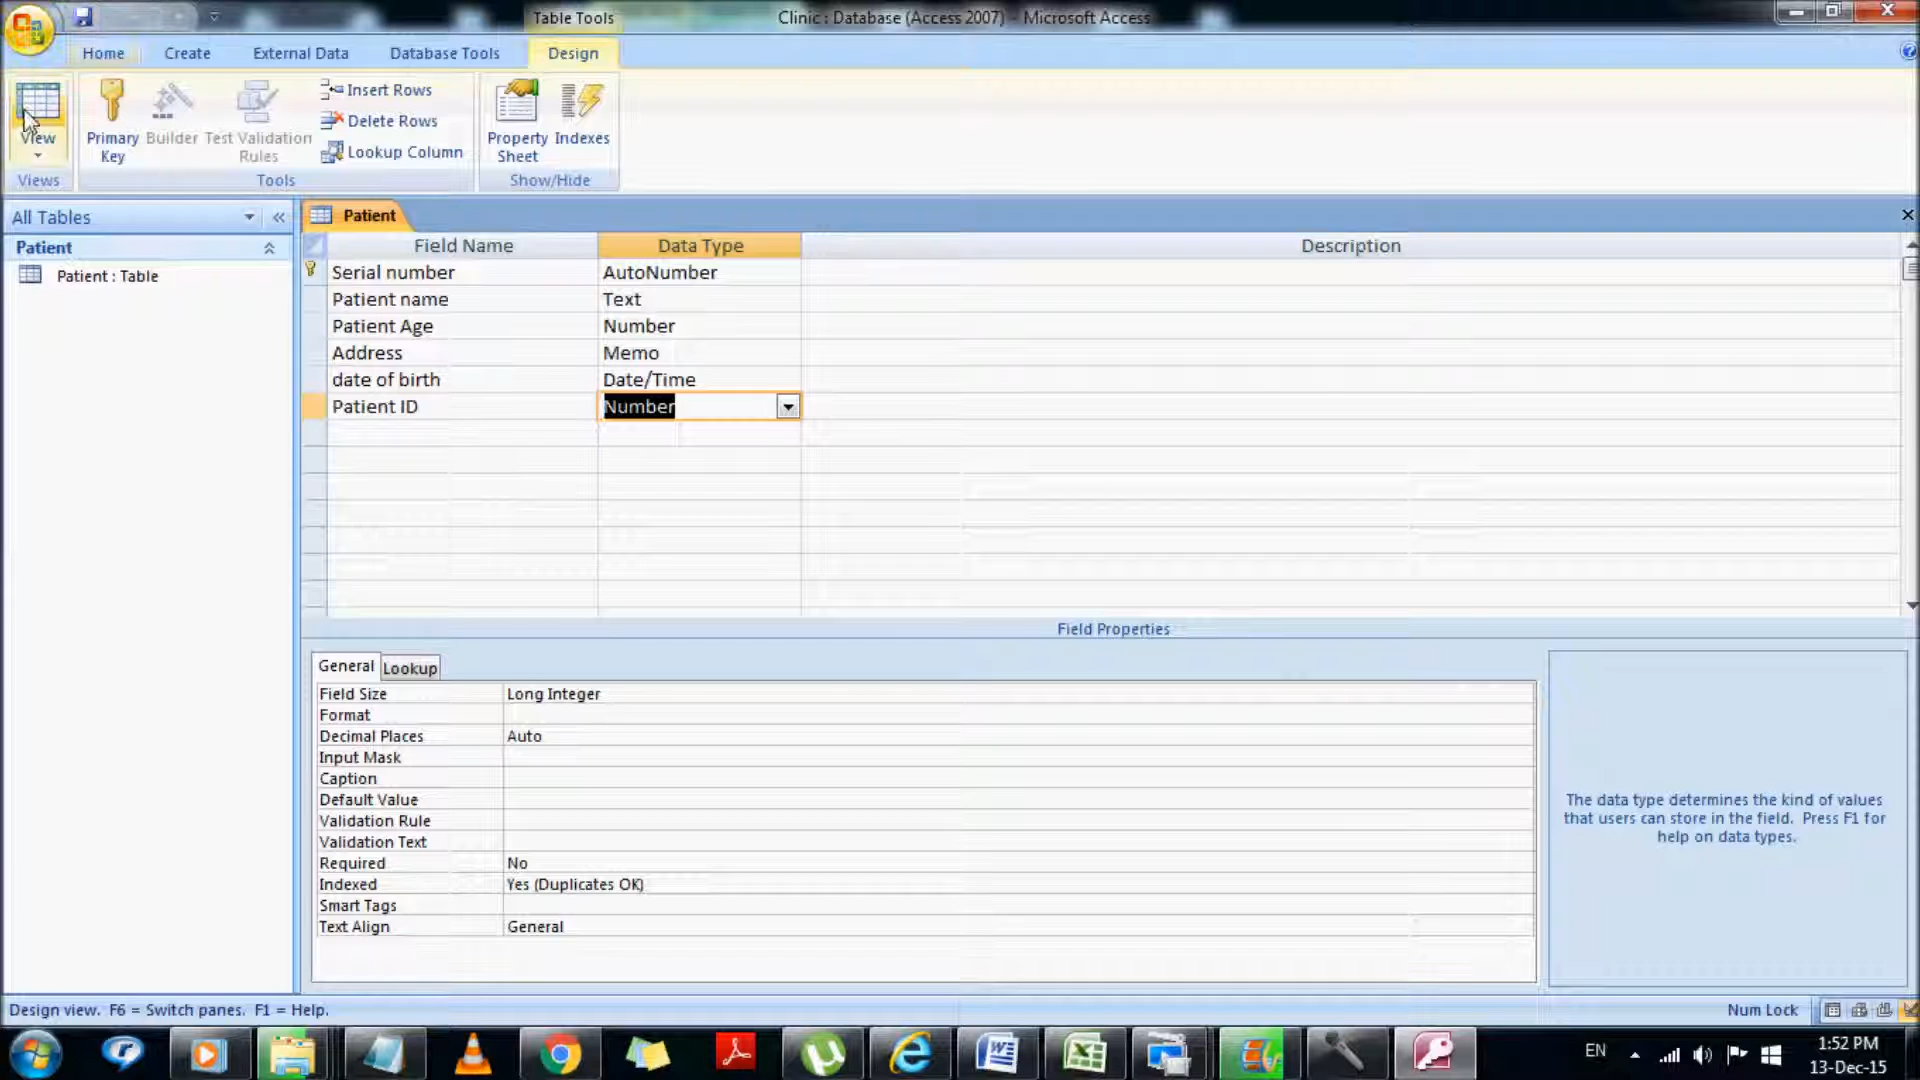 Table Tools
Clinic : Database (Access 2007) - Microsoft Access
Home
Create
External Data
Database Tools
Design
View
Primary
Key
Builder
Test Validation
Rules
Insert Rows
Delete Rows
Lookup Column
Property
Sheet
Indexes
Views
Tools
Show/Hide
All Tables
Patient
Patient : Table
Patient
Field Name
Data Type
Description
Serial number
AutoNumber
Patient name
Text
Patient Age
Number
Address
Memo
date of birth
Date/Time
Patient ID
Number
Field Properties
General
Lookup
Field Size
Long Integer
Format
Decimal Places
Auto
Input Mask
Caption
Default Value
Validation Rule
Validation Text
Required
No
Indexed
Yes (Duplicates OK)
Smart Tags
Text Align
General
The data type determines the kind of values
that users can store in the field. Press F1 for
help on data types.
Design view. F6 = Switch panes. F1 = Help.
Num Lock
EN
1:52 PM
13-Dec-15